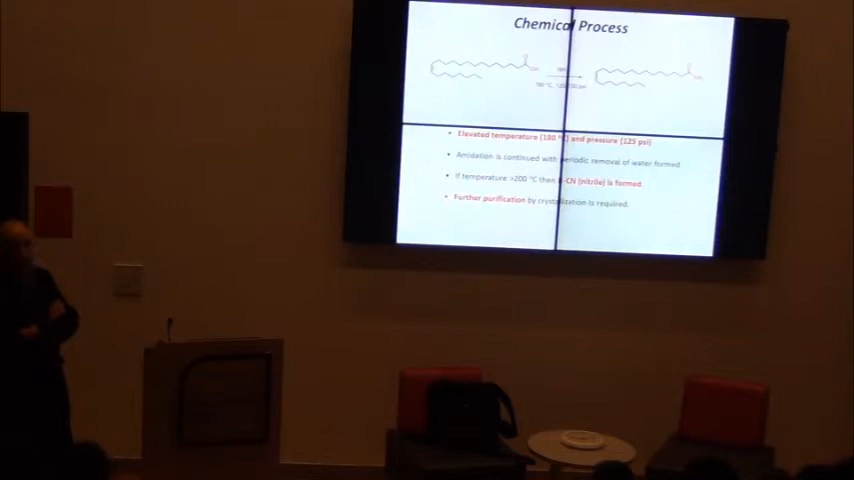 Chemical Process
• Elevated temperature (180 °C) and pressure (125 psi)
• Amidation is continued with periodic removal of water formed
• If temperature >200 °C then R-CN (nitrile) is formed
• Further purification by crystallization is required.